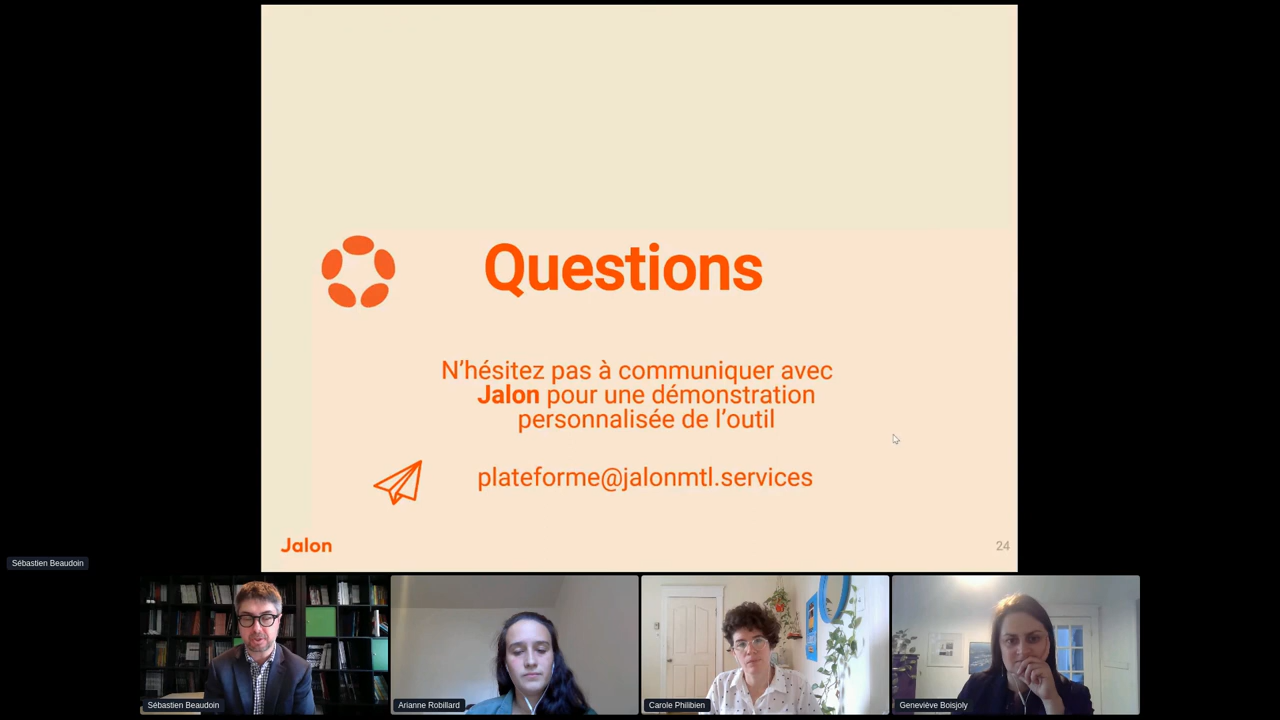 Questions
N'hésitez pas à communiquer avec
Jalon pour une démonstration
personnalisée de l'outil
plateforme@jalonmtl.services
Jalon
24
Sébastien Beaudoin
Sébastien Beaudoin
Arianne Robillard
Carole Philibien
Geneviève Boisjoly